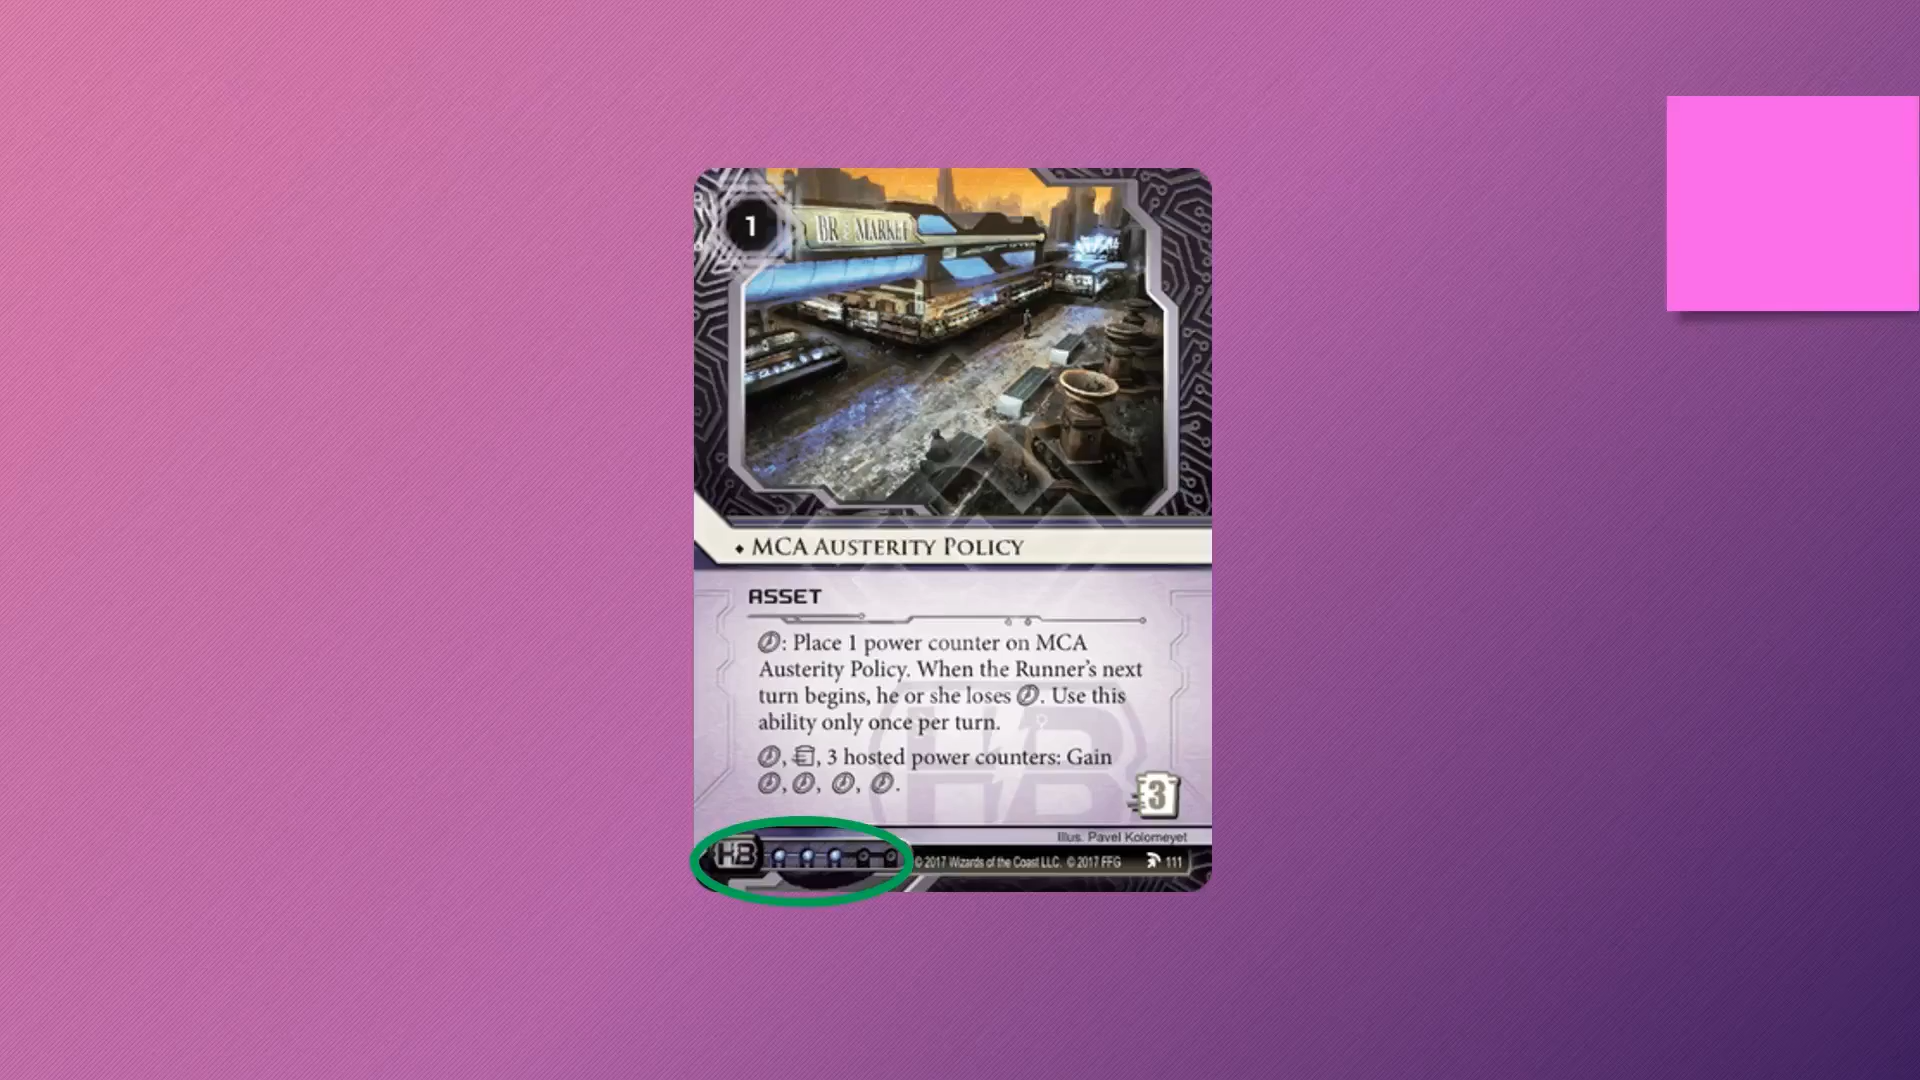 1
BR MARKET
♦ MCA AUSTERITY POLICY
ASSET
: Place 1 power counter on MCA
Austerity Policy. When the Runner's next
turn begins, he or she loses . Use this
ability only once per turn.
, , 3 hosted power counters: Gain
, , , .
3
Illus. Pavel Kolomeyet
HB
© 2017 Wizards of the Coast LLC. © 2017 FFG
111